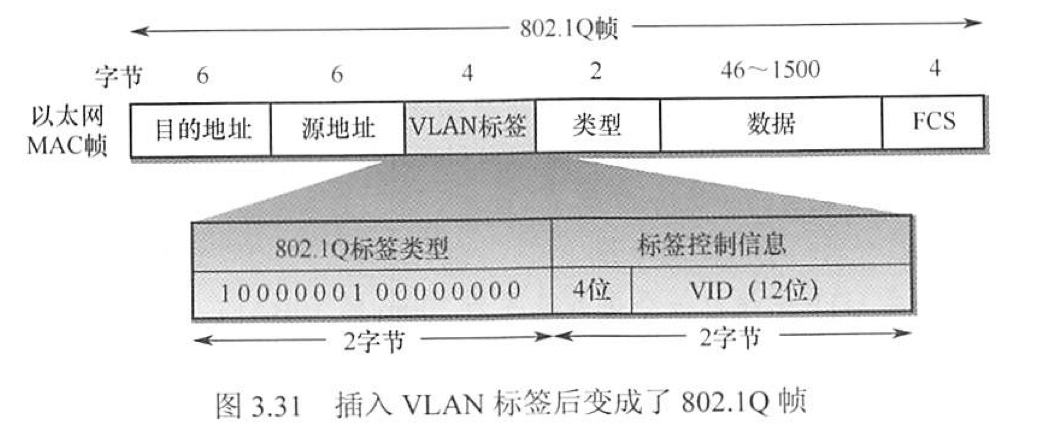 802.1Q帧
字节 6 6 4 2 46～1500 4
以太网
MAC帧
目的地址 源地址 VLAN标签 类型 数据 FCS
802.1Q标签类型 标签控制信息
10000001 00000000 4位 VID（12位）
2字节 2字节
图 3.31 插入 VLAN 标签后变成了 802.1Q 帧